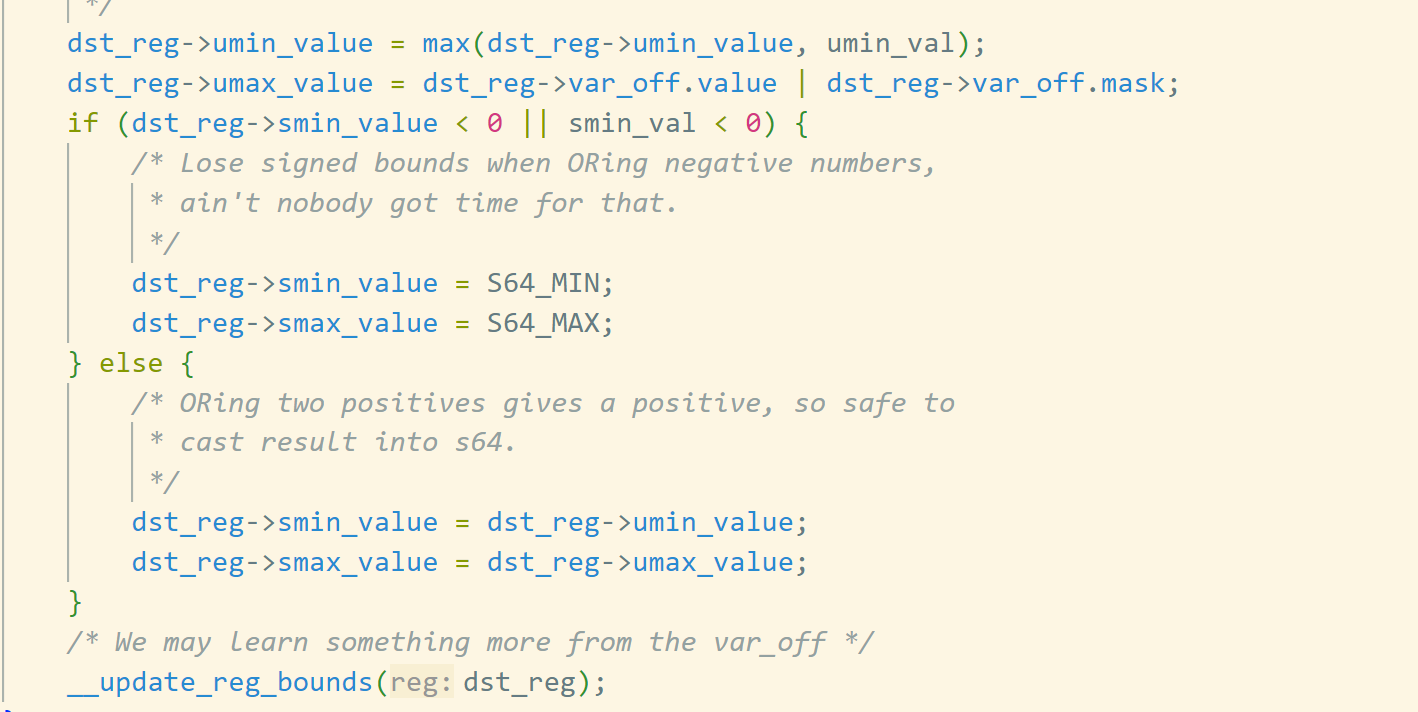 */
dst_reg->umin_value = max(dst_reg->umin_value, umin_val);
dst_reg->umax_value = dst_reg->var_off.value | dst_reg->var_off.mask;
if (dst_reg->smin_value < 0 || smin_val < 0) {
/* Lose signed bounds when ORing negative numbers,
* ain't nobody got time for that.
*/
dst_reg->smin_value = S64_MIN;
dst_reg->smax_value = S64_MAX;
} else {
/* ORing two positives gives a positive, so safe to
* cast result into s64.
*/
dst_reg->smin_value = dst_reg->umin_value;
dst_reg->smax_value = dst_reg->umax_value;
}
/* We may learn something more from the var_off */
__update_reg_bounds(reg: dst_reg);